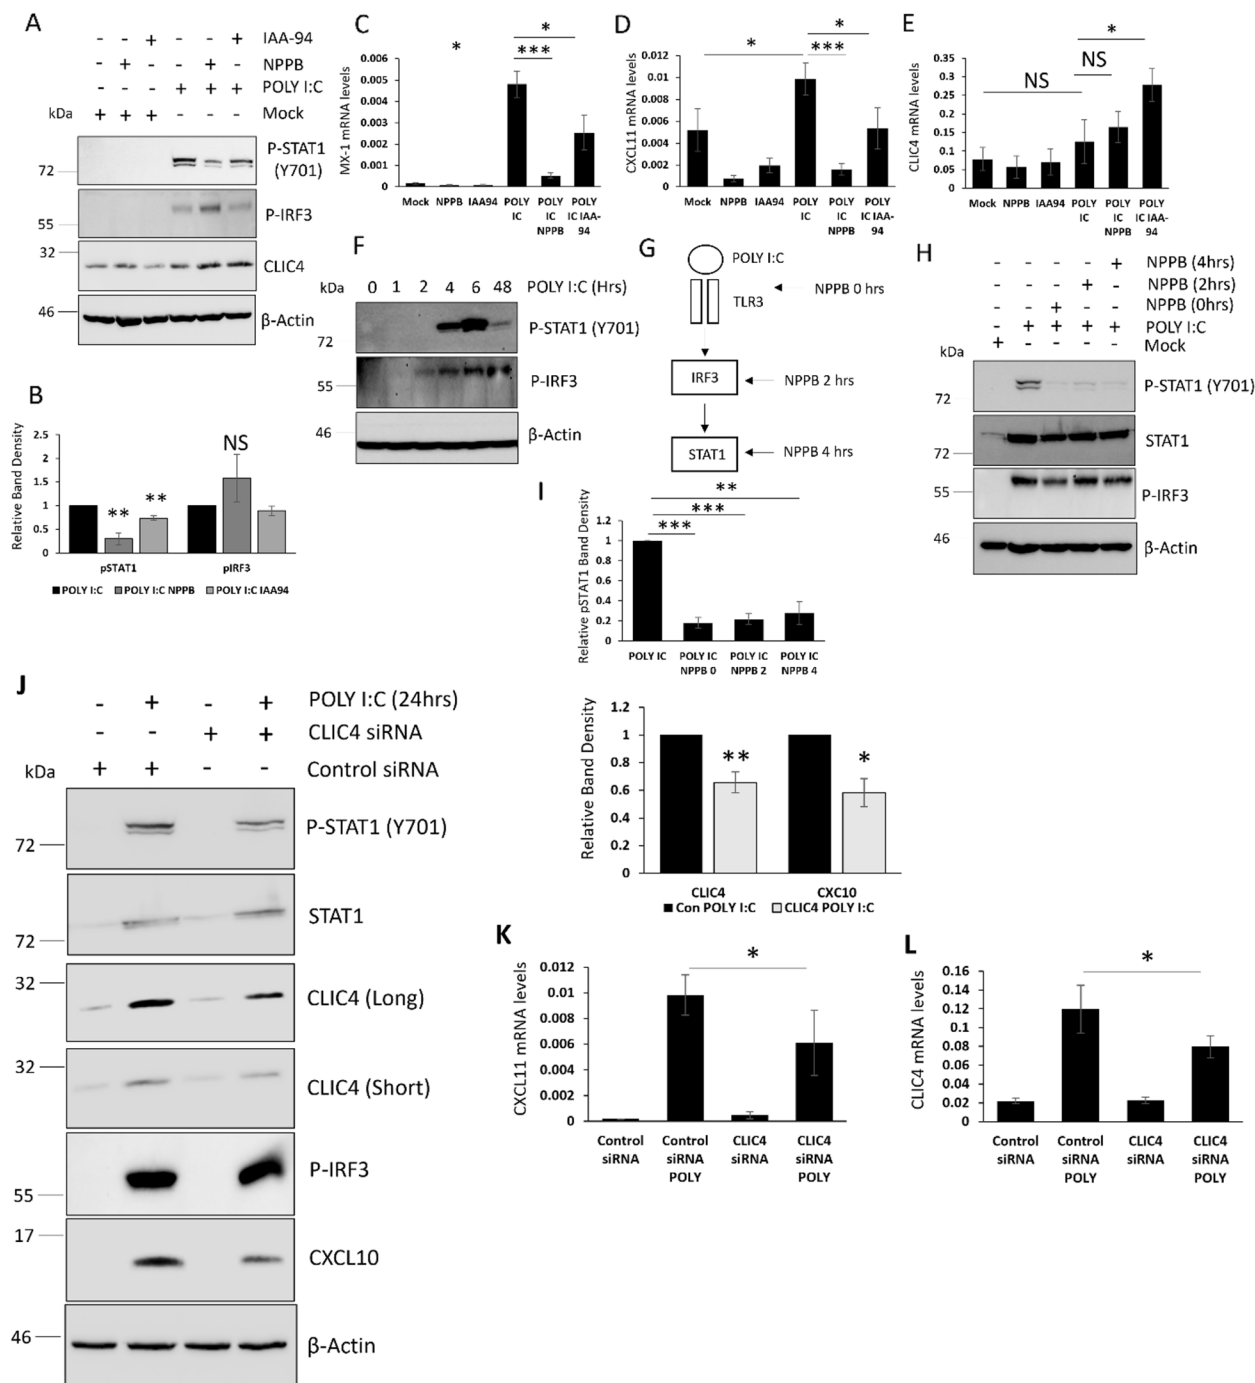 A
- - + - - + IAA-94
- + - - + - NPPB
- - - + + + POLY I:C
+ + + - - - Mock
kDa
P-STAT1
(Y701)
72
P-IRF3
55
32
CLIC4
46
β-Actin
B
Relative Band Density
2.5
2
1.5
1
0.5
0
** ** NS
pSTAT1 pIRF3
POLY I:C POLY I:C NPPB POLY I:C IAA94
C
MX-1 mRNA levels
0.006
0.005
0.004
0.003
0.002
0.001
0
*
*
***
Mock NPPB IAA94 POLY IC POLY IC NPPB POLY IC IAA-94
D
CXCL11 mRNA levels
0.012
0.01
0.008
0.006
0.004
0.002
0
*
*
***
Mock NPPB IAA94 POLY IC POLY IC NPPB POLY IC IAA-94
E
CLIC4 mRNA levels
0.35
0.3
0.25
0.2
0.15
0.1
0.05
0
NS
NS
*
Mock NPPB IAA94 POLY IC POLY IC NPPB POLY IC IAA-94
F
kDa
0 1 2 4 6 48 POLY I:C (Hrs)
P-STAT1 (Y701)
72
P-IRF3
55
46
β-Actin
G
POLY I:C
TLR3
NPPB 0 hrs
IRF3
NPPB 2 hrs
STAT1
NPPB 4 hrs
H
- - - - + NPPB (4hrs)
- - - + - NPPB (2hrs)
- - + - - NPPB (0hrs)
- + + + + POLY I:C
+ - - - - Mock
kDa
P-STAT1 (Y701)
72
STAT1
72
P-IRF3
55
46
β-Actin
I
Relative pSTAT1 Band Density
1.2
1
0.8
0.6
0.4
0.2
0
**
***
***
POLY IC POLY IC NPPB 0 POLY IC NPPB 2 POLY IC NPPB 4
J
- + - + POLY I:C (24hrs)
- - + + CLIC4 siRNA
+ + - - Control siRNA
kDa
P-STAT1 (Y701)
72
STAT1
72
32
CLIC4 (Long)
32
CLIC4 (Short)
P-IRF3
55
17
CXCL10
46
β-Actin
Relative Band Density
1.2
1
0.8
0.6
0.4
0.2
0
** *
CLIC4 CXC10
Con POLY I:C CLIC4 POLY I:C
K
CXCL11 mRNA levels
0.012
0.01
0.008
0.006
0.004
0.002
0
*
Control siRNA Control siRNA POLY CLIC4 siRNA CLIC4 siRNA POLY
L
CLIC4 mRNA levels
0.16
0.14
0.12
0.1
0.08
0.06
0.04
0.02
0
*
Control siRNA Control siRNA POLY CLIC4 siRNA CLIC4 siRNA POLY